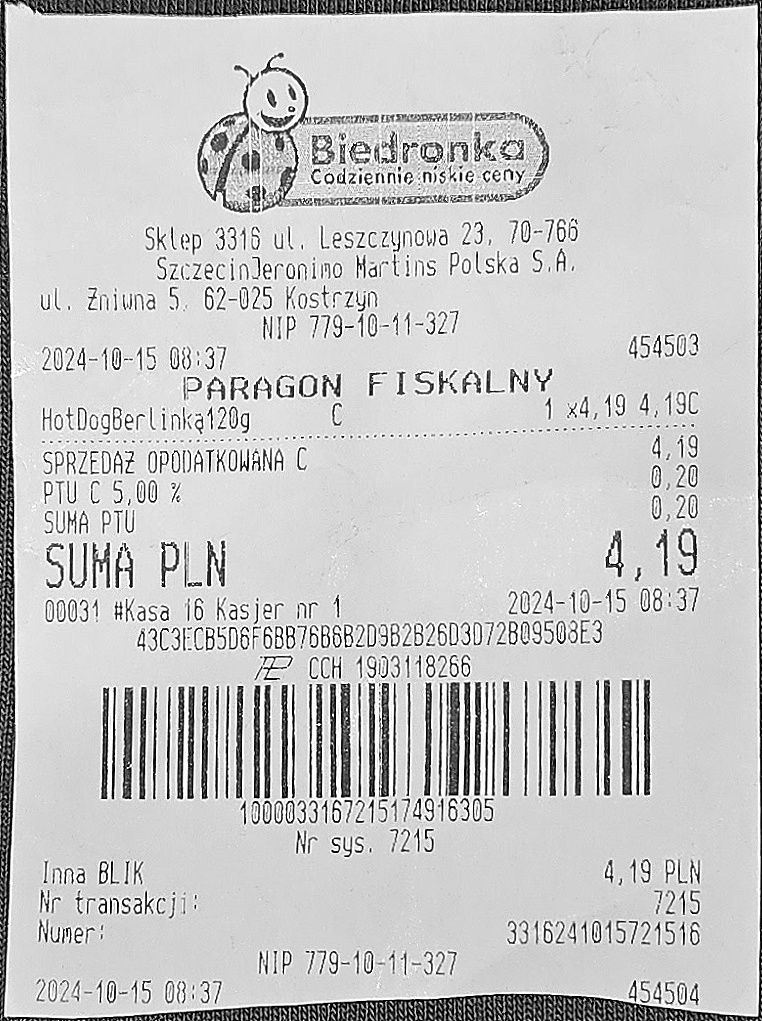 Biedronka
Codziennie niskie ceny
Sklep 3316 ul. Leszczynowa 23, 70-766
SzczecinJeronimo Martins Polska S.A.
ul. Żniwna 5, 62-025 Kostrzyn
NIP 779-10-11-327
2024-10-15 08:37 454503
PARAGON FISKALNY
HotDogBerlinką120g C 1 x4,19 4,19C
SPRZEDAŻ OPODATKOWANA C 4,19
PTU C 5,00 % 0,20
SUMA PTU 0,20
SUMA PLN 4,19
00031 #Kasa 16 Kasjer nr 1 2024-10-15 08:37
43C3ECB5D6F6BB76B6B2D9B2B26D3D72B09508E3
CCH 1903118266
1000033167215174916305
Nr sys. 7215
Inna BLIK 4,19 PLN
Nr transakcji: 7215
Numer: 3316241015721516
NIP 779-10-11-327
2024-10-15 08:37 454504